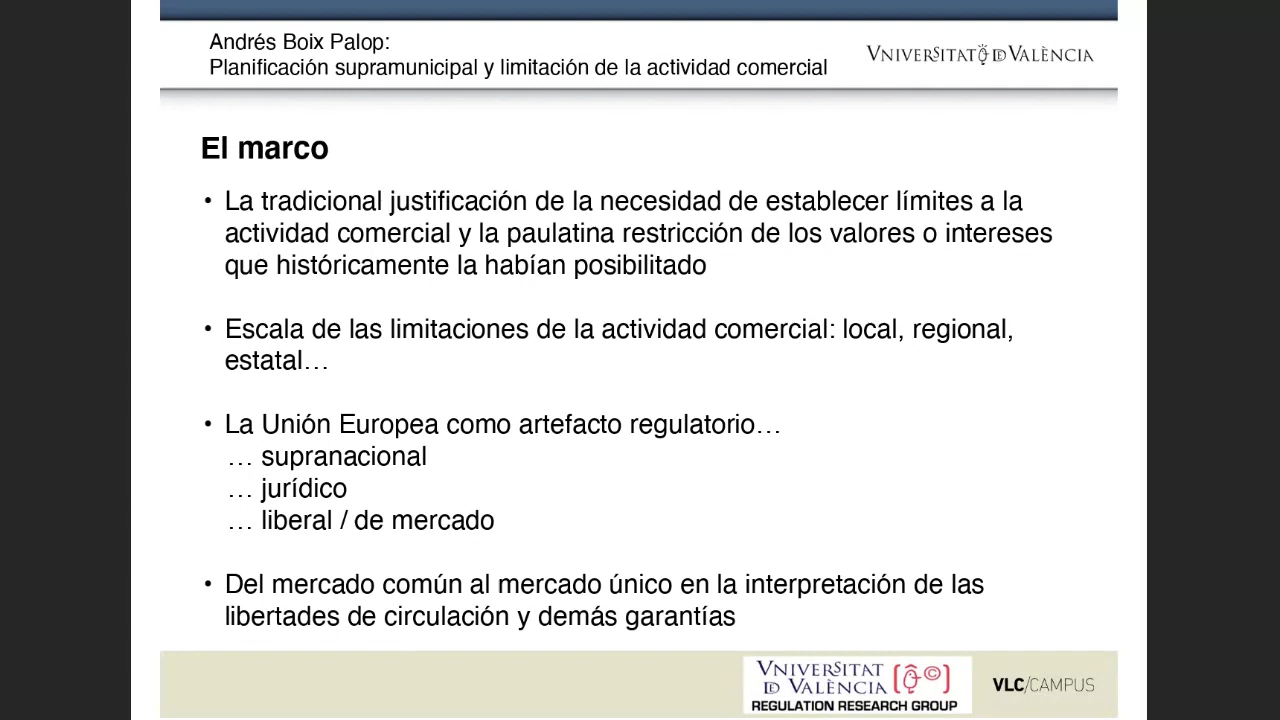 Andrés Boix Palop:
Planificación supramunicipal y limitación de la actividad comercial
VNIVERSITAT D VALÈNCIA
El marco
• La tradicional justificación de la necesidad de establecer límites a la
actividad comercial y la paulatina restricción de los valores o intereses
que históricamente la habían posibilitado
• Escala de las limitaciones de la actividad comercial: local, regional,
estatal…
• La Unión Europea como artefacto regulatorio…
… supranacional
… jurídico
… liberal / de mercado
• Del mercado común al mercado único en la interpretación de las
libertades de circulación y demás garantías
VNIVERSITAT
D VALÈNCIA
REGULATION RESEARCH GROUP
VLC/CAMPUS